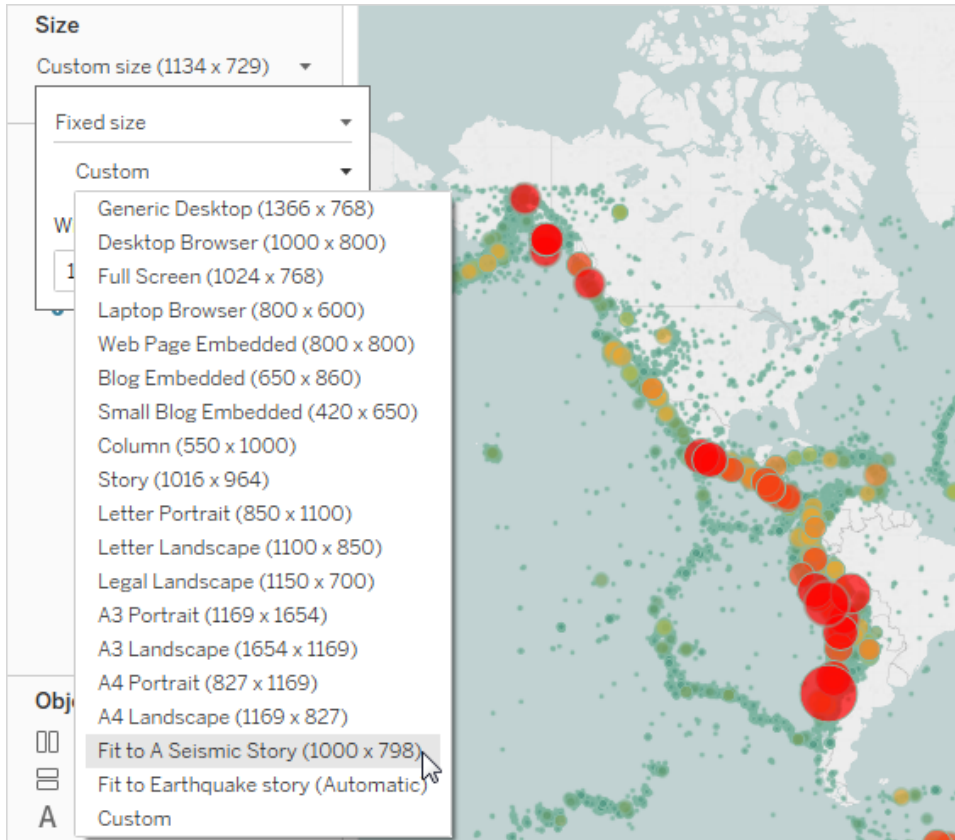 Size
Custom size (1134 x 729)
Fixed size
Custom
W
1
Generic Desktop (1366 x 768)
Desktop Browser (1000 x 800)
Full Screen (1024 x 768)
Laptop Browser (800 x 600)
Web Page Embedded (800 x 800)
Blog Embedded (650 x 860)
Small Blog Embedded (420 x 650)
Column (550 x 1000)
Story (1016 x 964)
Letter Portrait (850 x 1100)
Letter Landscape (1100 x 850)
Legal Landscape (1150 x 700)
A3 Portrait (1169 x 1654)
A3 Landscape (1654 x 1169)
A4 Portrait (827 x 1169)
A4 Landscape (1169 x 827)
Fit to A Seismic Story (1000 x 798)
Fit to Earthquake story (Automatic)
Custom
Obj
A